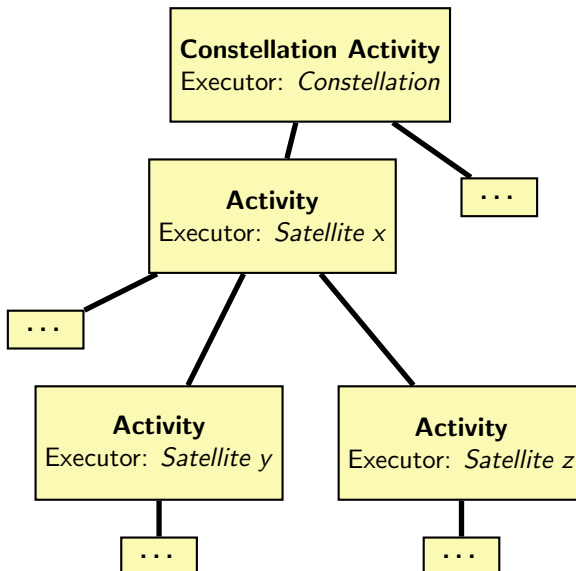 Constellation Activity
Executor: Constellation
Activity
Executor: Satellite x
...
...
Activity
Executor: Satellite y
Activity
Executor: Satellite z
...
...